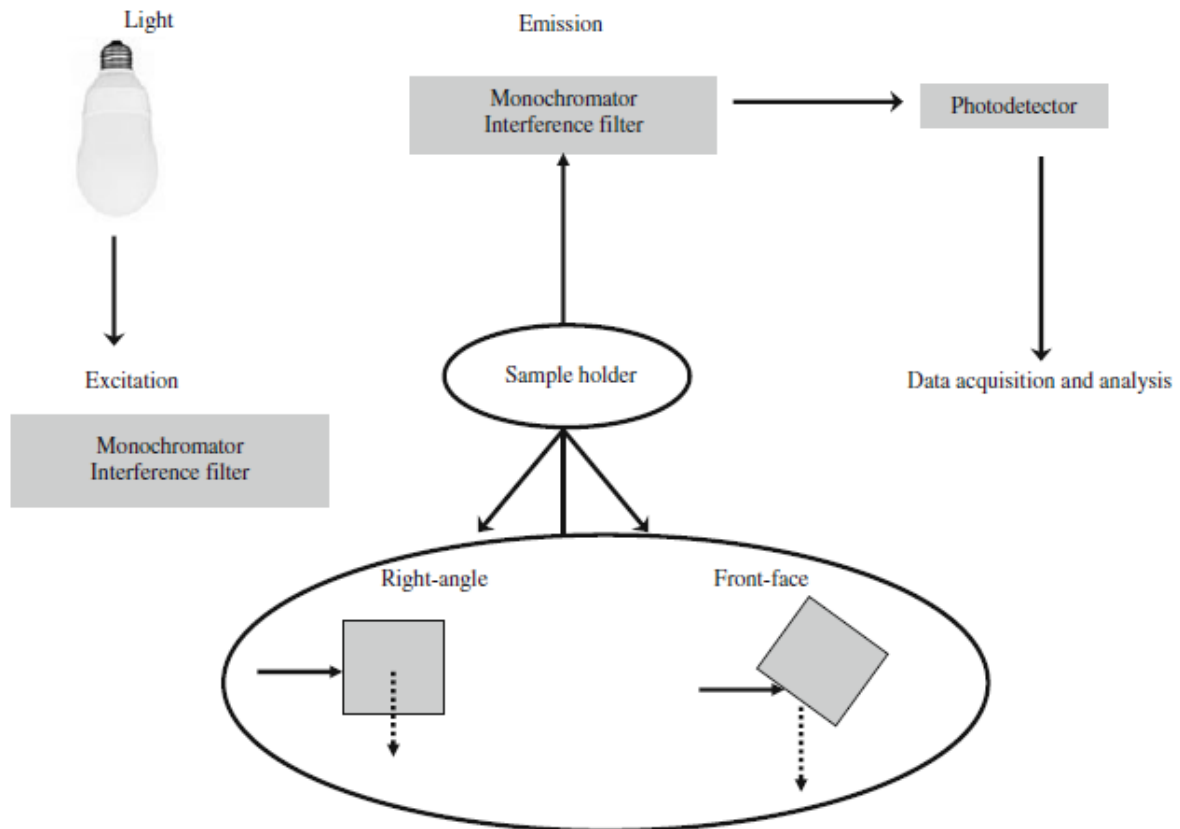 Light
Emission
Monochromator
Interference filter
Photodetector
Sample holder
Excitation
Data acquisition and analysis
Monochromator
Interference filter
Right-angle
Front-face